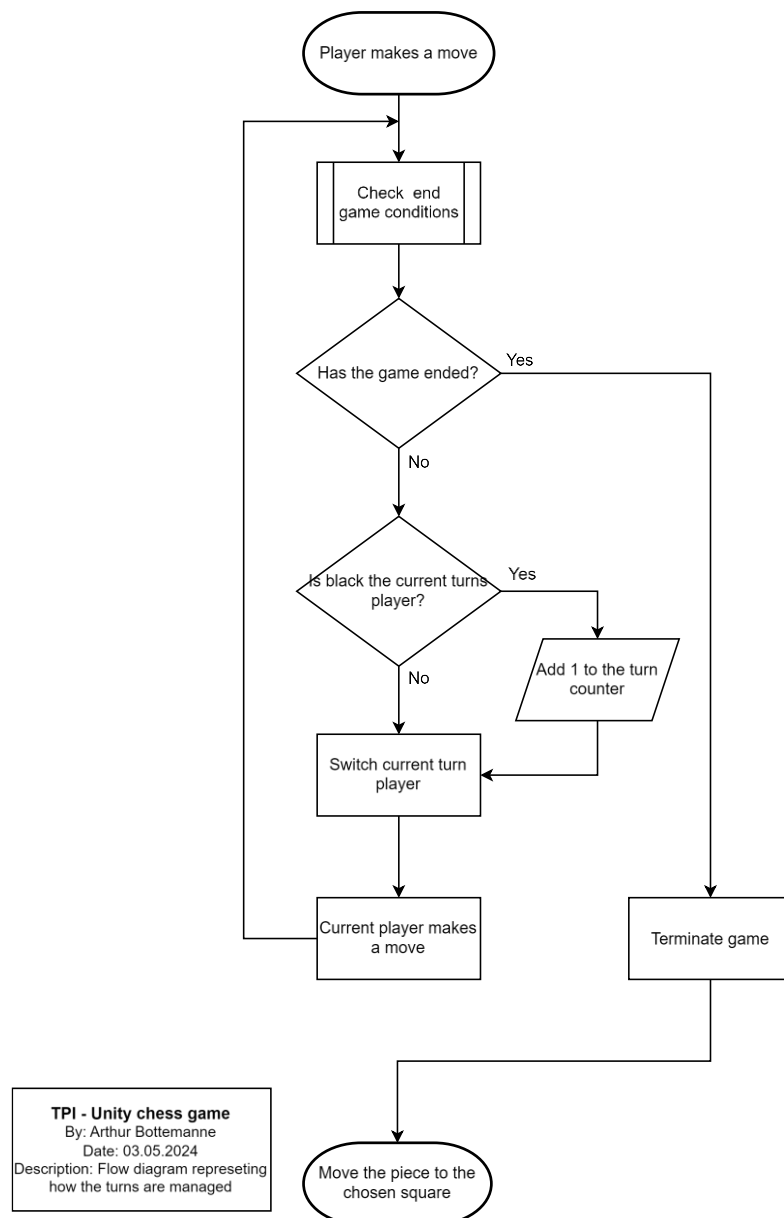 Player makes a move
Check end
game conditions
Has the game ended?
Yes
No
Is black the current turns
player?
Yes
No
Add 1 to the turn
counter
Switch current turn
player
Current player makes
a move
Terminate game
TPI - Unity chess game
By: Arthur Bottemanne
Date: 03.05.2024
Description: Flow diagram represeting
how the turns are managed
Move the piece to the
chosen square